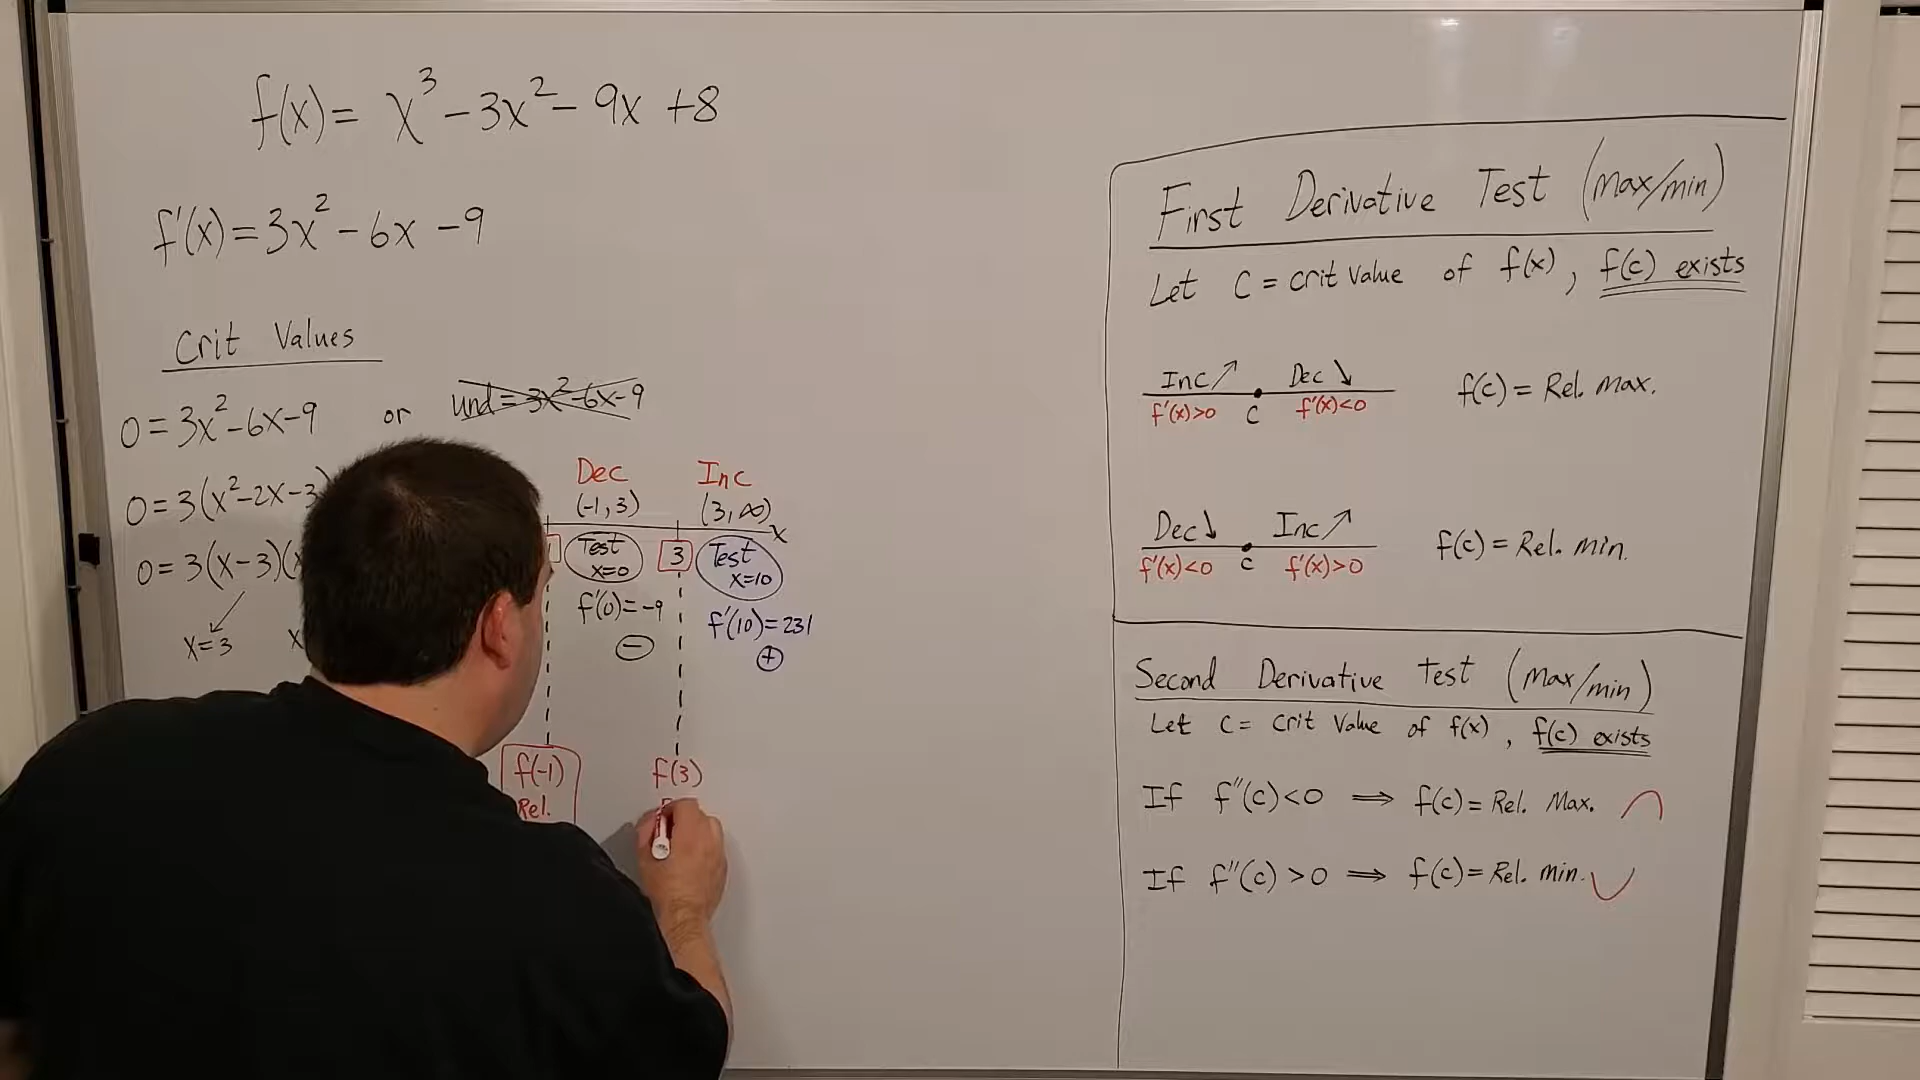 f(x) = x³ - 3x² - 9x + 8
f'(x) = 3x² - 6x - 9
Crit Values
0 = 3x² - 6x - 9 or und = 3x² - 6x - 9
0 = 3(x² - 2x - 3)
0 = 3(x - 3)(x
x = 3 x
Dec Inc
(-1, 3) (3, ∞)
x
Test x=0 3 Test x=10
f'(0) = -9 f'(10) = 231
- +
f(-1) f(3)
Rel.
First Derivative Test (max/min)
Let C = crit value of f(x), f(c) exists
Inc↗ Dec↘ f(c) = Rel. max.
f'(x)>0 c f'(x)<0
Dec↘ Inc↗ f(c) = Rel. min.
f'(x)<0 c f'(x)>0
Second Derivative Test (max/min)
Let C = crit value of f(x), f(c) exists
If f''(c) < 0 ⟹ f(c) = Rel. Max.
If f''(c) > 0 ⟹ f(c) = Rel. min.